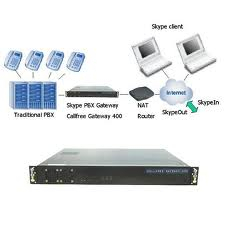 Skype client
Internet
SkypeIn
SkypeOut
Traditional PBX
Skype PBX Gateway
Callfree Gateway 400
NAT
Router